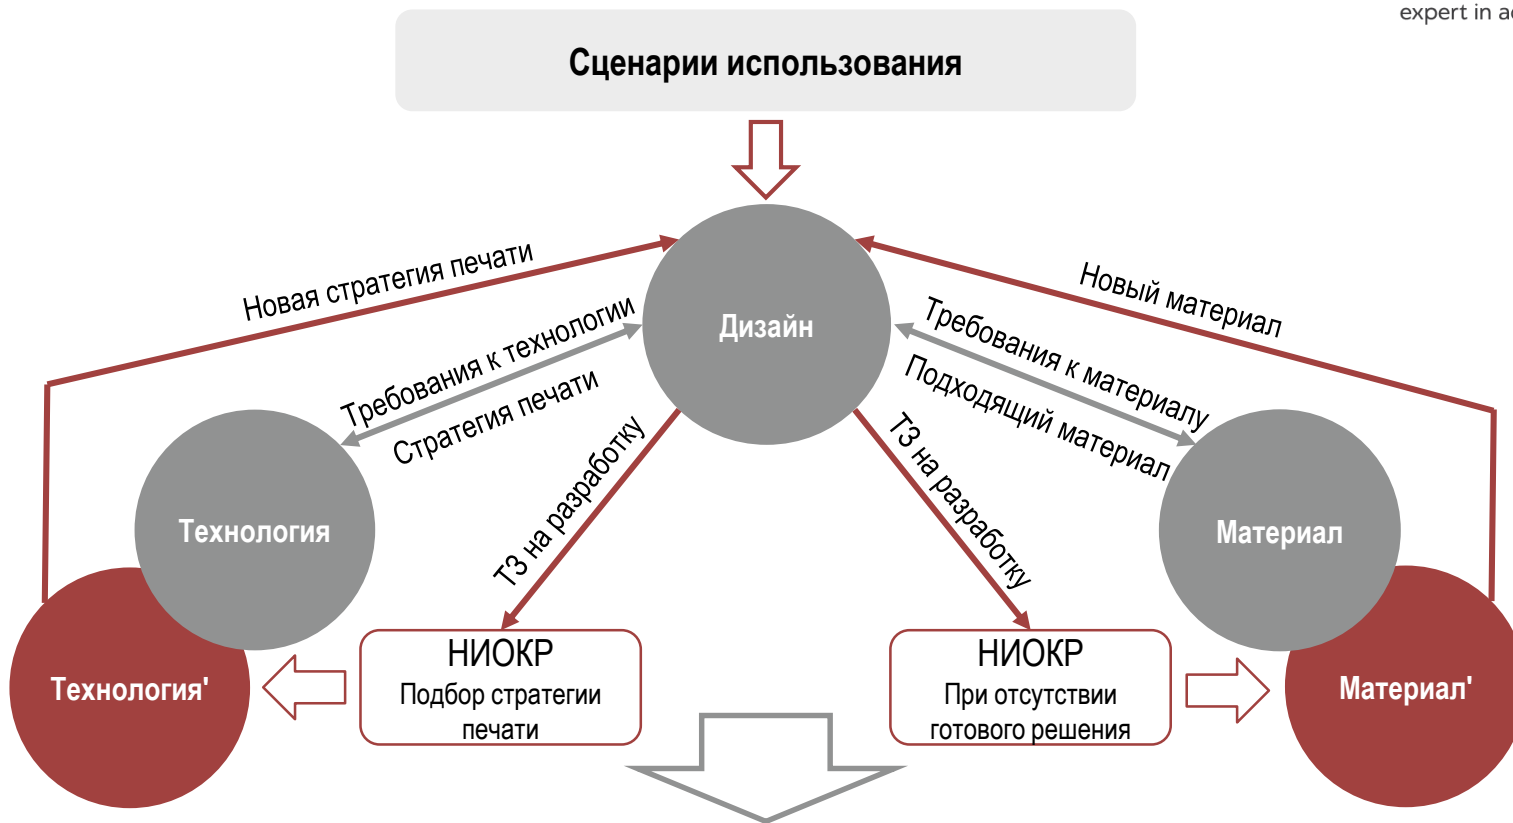 expert in
Сценарии использования
Новая стратегия печати
Новый материал
Требования к технологии
Стратегия печати
Дизайн
Требования к материалу
Подходящий материал
ТЗ на разработку
ТЗ на разработку
Технология
Материал
Технология'
НИОКР
Подбор стратегии
печати
НИОКР
При отсутствии
готового решения
Материал'